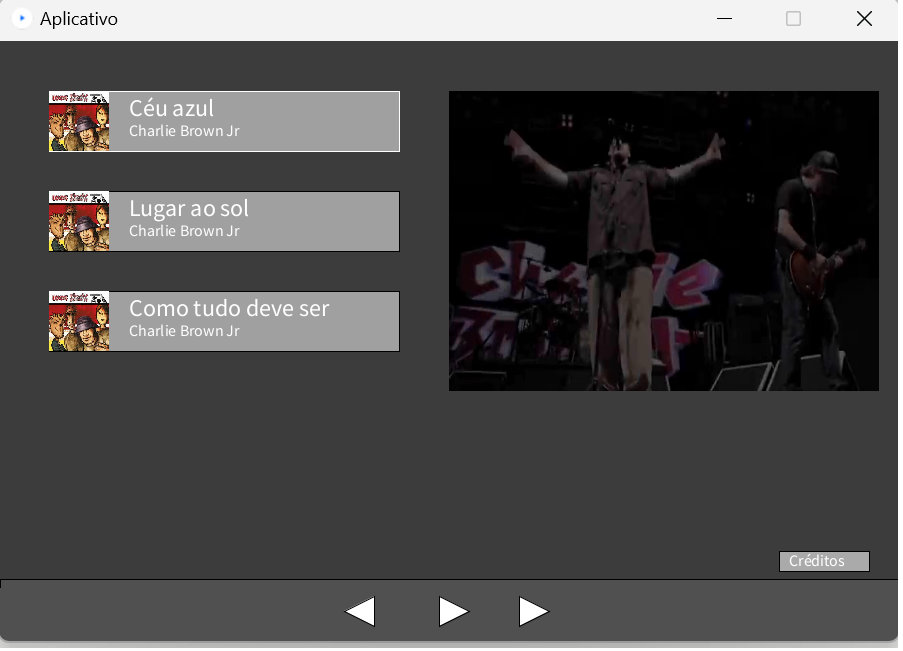 Aplicativo
Céu azul
Charlie Brown Jr
Lugar ao sol
Charlie Brown Jr
Como tudo deve ser
Charlie Brown Jr
Charlie
Créditos